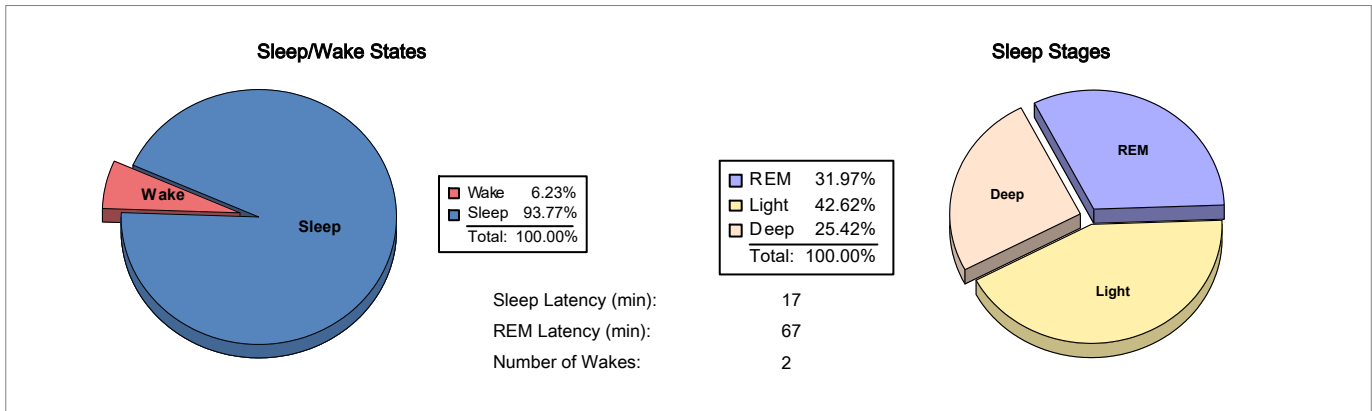 Sleep/Wake States
Wake
Sleep
Wake 6.23%
Sleep 93.77%
Total: 100.00%
Sleep Stages
REM
Deep
Light
REM 31.97%
Light 42.62%
Deep 25.42%
Total: 100.00%
Sleep Latency (min): 17
REM Latency (min): 67
Number of Wakes: 2